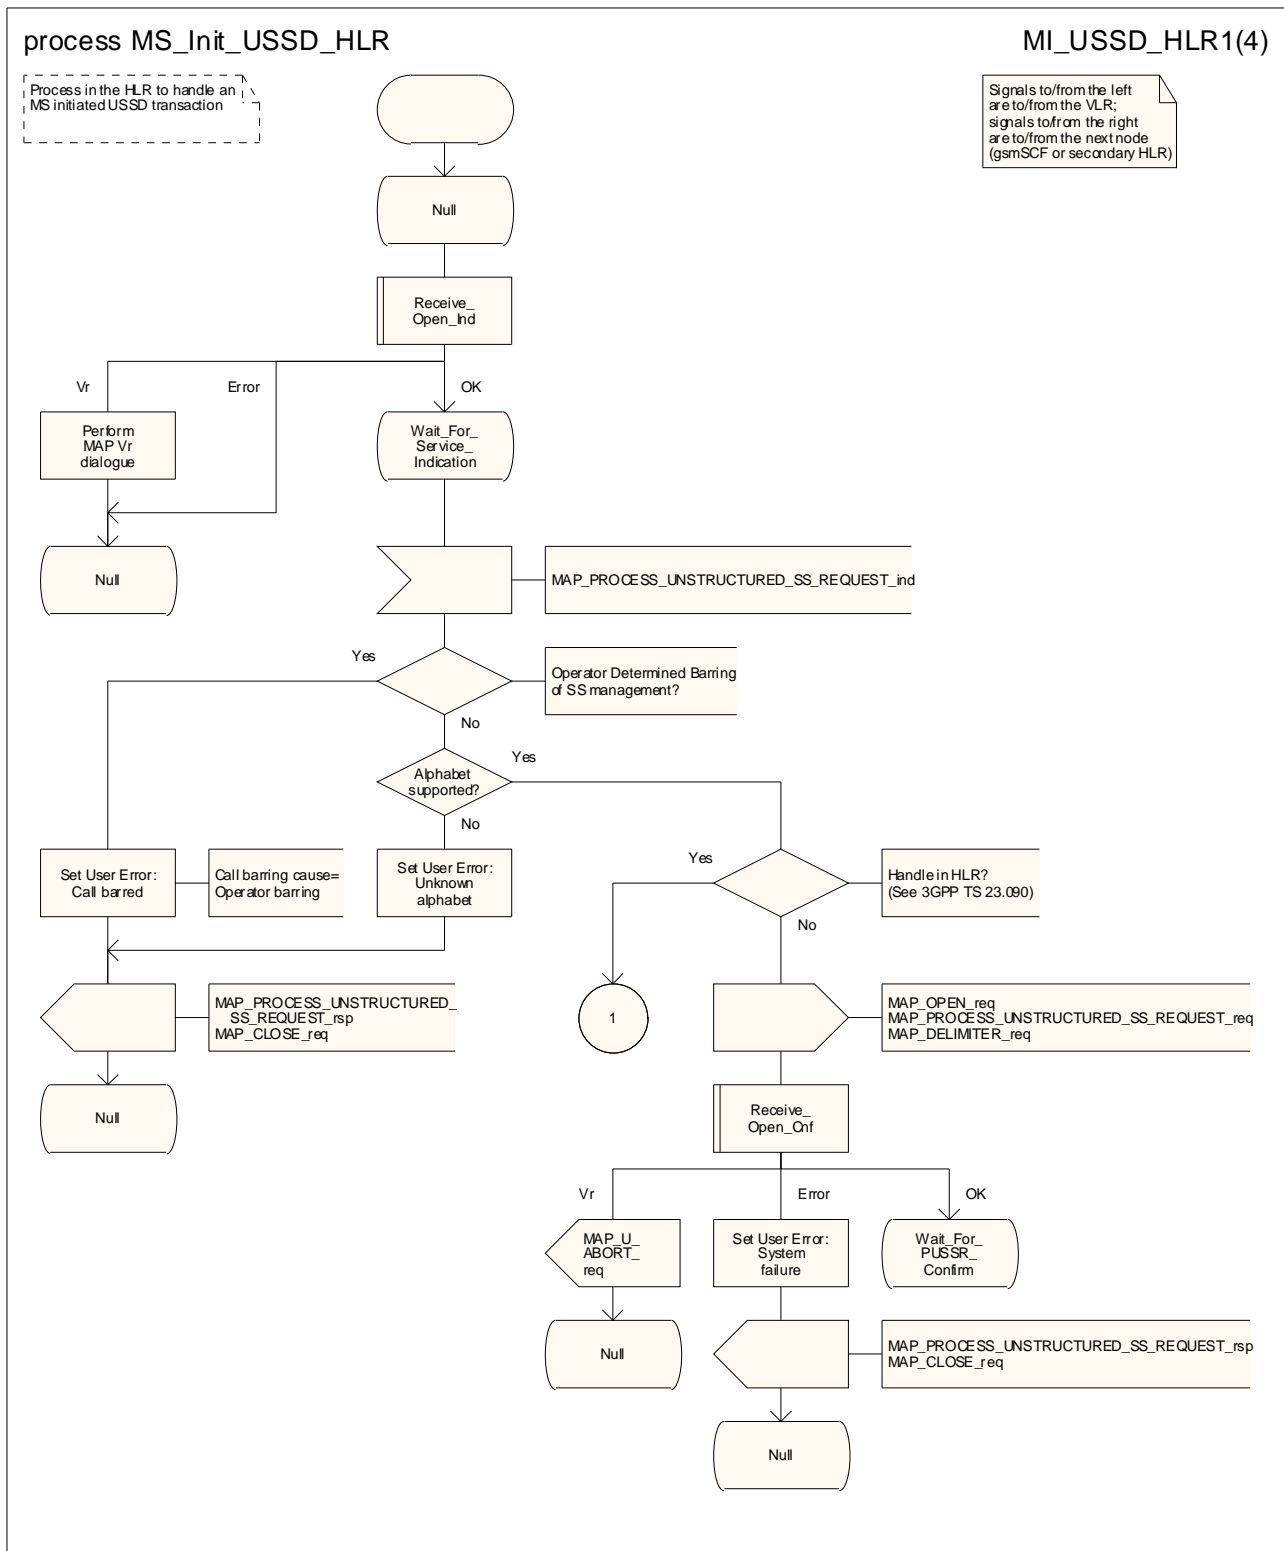 process MS_Init_USSD_HLR
MI_USSD_HLR1(4)
Process in the HLR to handle an
MS initiated USSD transaction
Signals to/from the left
are to/from the VLR;
signals to/from the right
are to/from the next node
(gsmSCF or secondary HLR)
Null
Receive_
Open_Ind
Vr
Error
OK
Perform
MAP Vr
dialogue
Wait_For_
Service_
Indication
Null
MAP_PROCESS_UNSTRUCTURED_SS_REQUEST_ind
Yes
Operator Determined Barring
of SS management?
No
Yes
Alphabet
supported?
No
Yes
Set User Error:
Call barred
Call barring cause=
Operator barring
Set User Error:
Unknown
alphabet
Handle in HLR?
(See 3GPP TS 23.090)
No
MAP_PROCESS_UNSTRUCTURED_
SS_REQUEST_rsp
MAP_CLOSE_req
1
MAP_OPEN_req
MAP_PROCESS_UNSTRUCTURED_SS_REQUEST_req
MAP_DELIMITER_req
Null
Receive_
Open_Cnf
Vr
Error
OK
MAP_U_
ABORT_
req
Set User Error:
System
failure
Wait_For_
PUSSR_
Confirm
Null
MAP_PROCESS_UNSTRUCTURED_SS_REQUEST_rsp
MAP_CLOSE_req
Null